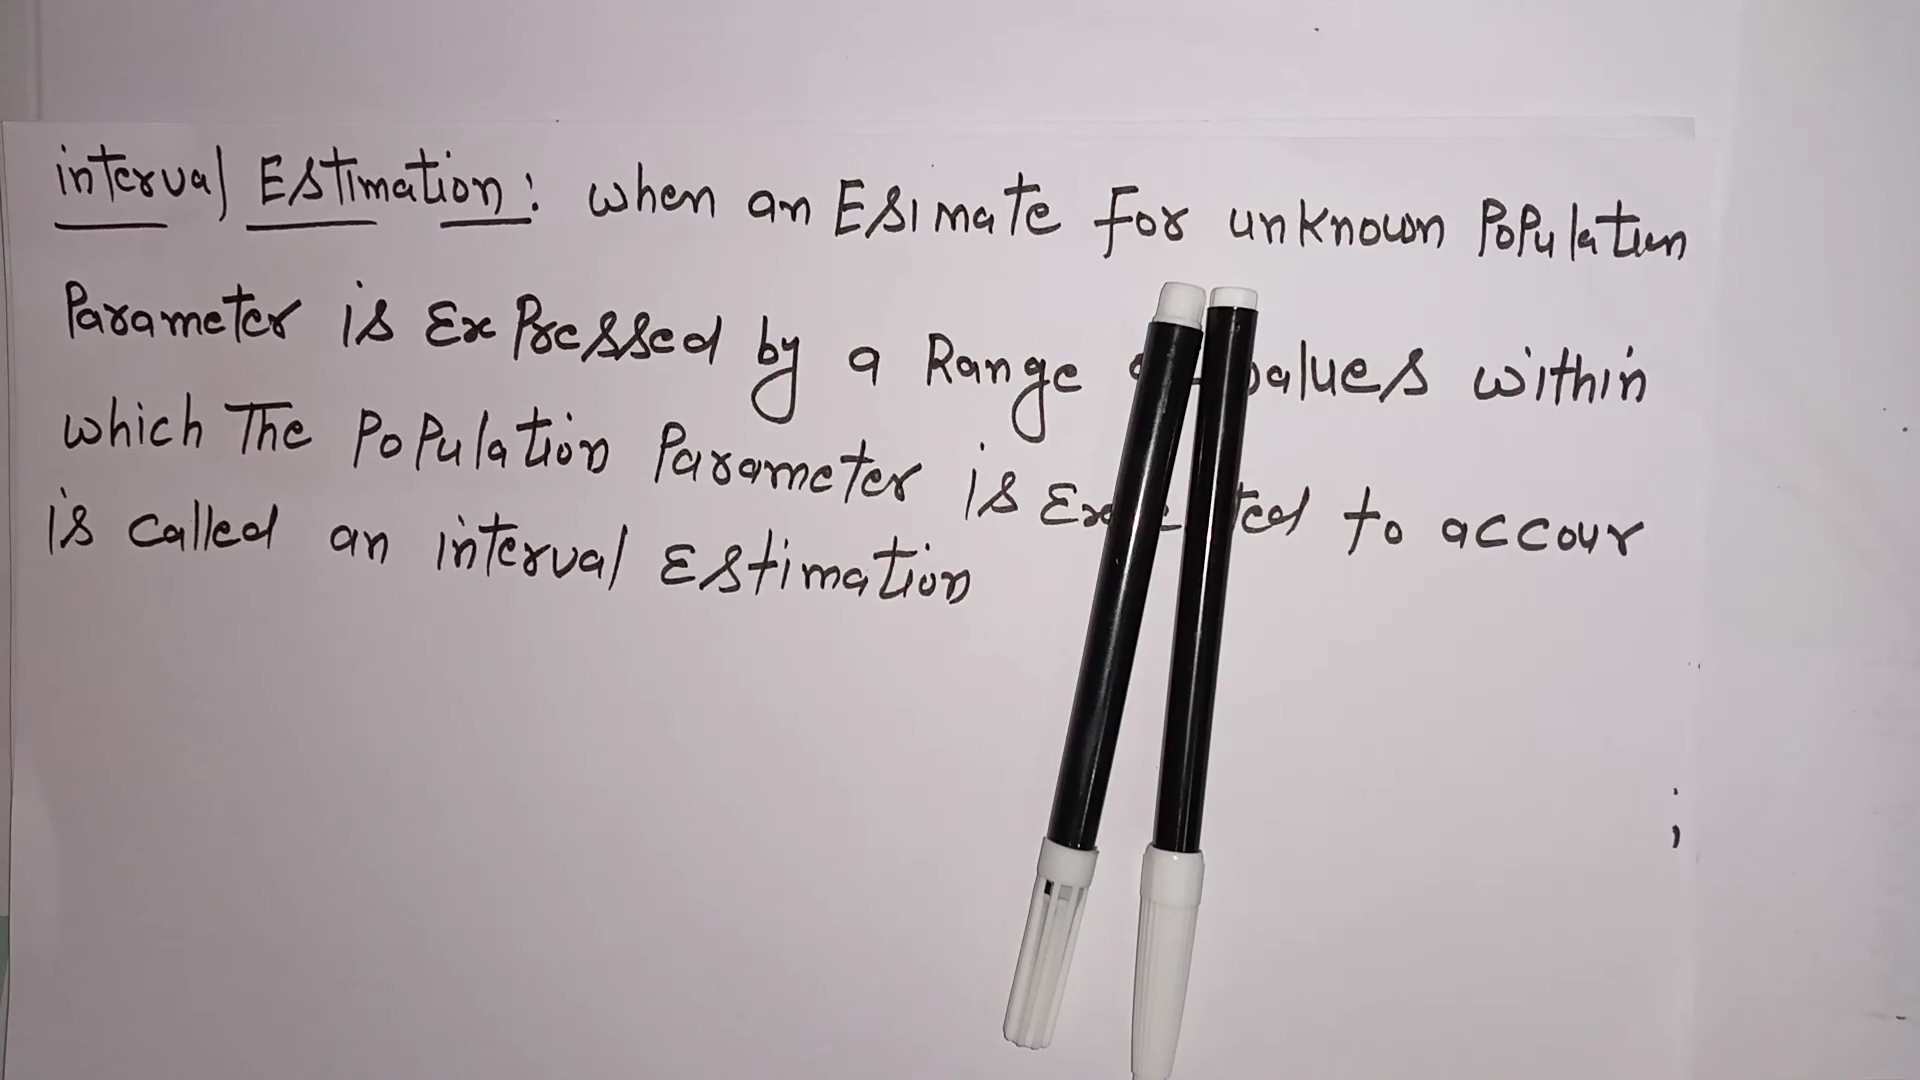 interval EStimation: when an ESimate for unknown PoPulation
Parameter is ExPressed by a Range values within
which The PoPulation Parameter is to accour
is called an interval EStimation